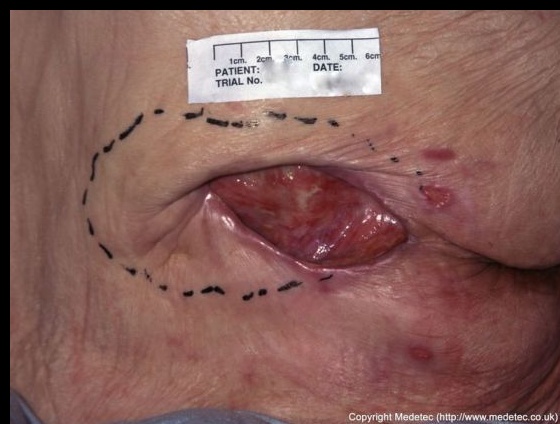 1cm. 2cm. 3cm. 4cm. 5cm. 6cm
PATIENT: DATE:
TRIAL No.
Copyright Medetec (http://www.medetec.co.uk)